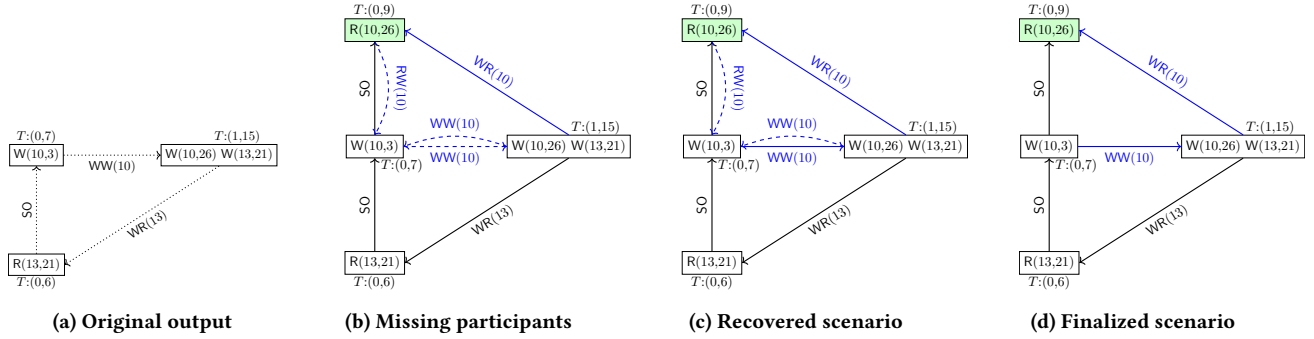 T:(0,7)
W(10,3)
WW(10)
T:(1,15)
W(10,26) W(13,21)
SO
WR(13)
R(13,21)
T:(0,6)
(a) Original output
T:(0,9)
R(10,26)
RW(10)
WR(10)
SO
T:(1,15)
WW(10)
W(10,3)
W(10,26) W(13,21)
WW(10)
T:(0,7)
SO
WR(13)
R(13,21)
T:(0,6)
(b) Missing participants
T:(0,9)
R(10,26)
RW(10)
WR(10)
SO
T:(1,15)
WW(10)
W(10,3)
W(10,26) W(13,21)
WW(10)
T:(0,7)
SO
WR(13)
R(13,21)
T:(0,6)
(c) Recovered scenario
T:(0,9)
R(10,26)
WR(10)
SO
T:(1,15)
W(10,3)
W(10,26) W(13,21)
WW(10)
T:(0,7)
SO
WR(13)
R(13,21)
T:(0,6)
(d) Finalized scenario